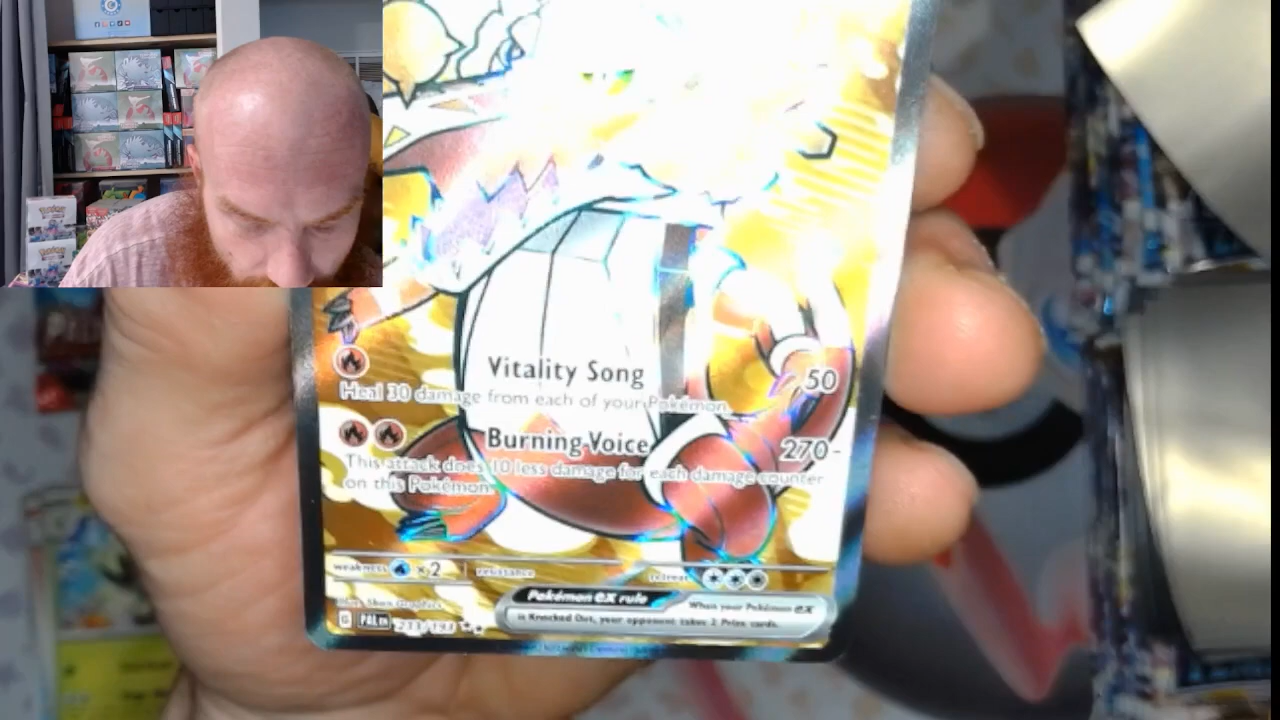 Vitality Song 50
Heal 30 damage from each of your Pokémon.
Burning Voice 270-
This attack does 10 less damage for each damage counter
on this Pokémon.
weakness ×2 resistance retreat
Pokémon ex rule When your Pokémon ex
is Knocked Out, your opponent takes 2 Prize cards.
G PAL EN /193